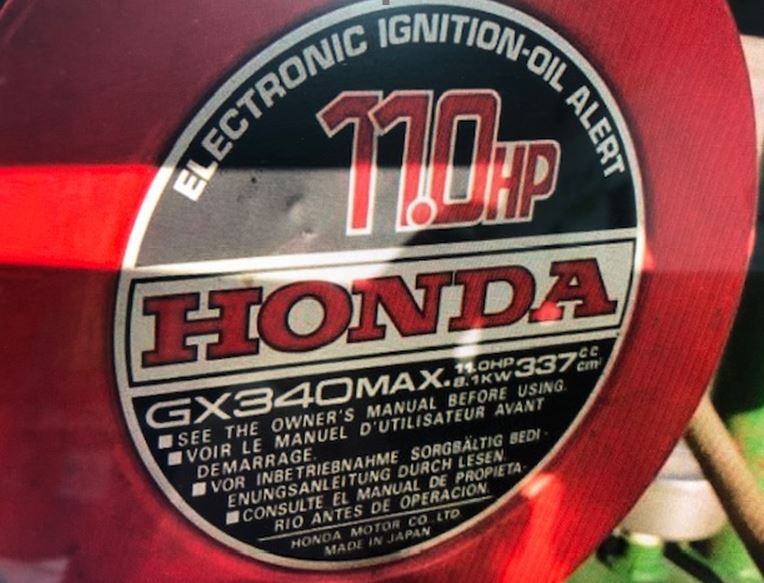 ELECTRONIC IGNITION-OIL ALERT
11.0HP
HONDA
GX340MAX. 11.0HP 8.1KW 337 cc cm³
■SEE THE OWNER'S MANUAL BEFORE USING.
■VOIR LE MANUEL D'UTILISATEUR AVANT
DEMARRAGE.
■VOR INBETRIEBNAHME SORGBÄLTIG BEDI-
ENUNGSANLEITUNG DURCH LESEN.
■CONSULTE EL MANUAL DE PROPIETA-
RIO ANTES DE OPERACION.
HONDA MOTOR CO., LTD.
MADE IN JAPAN